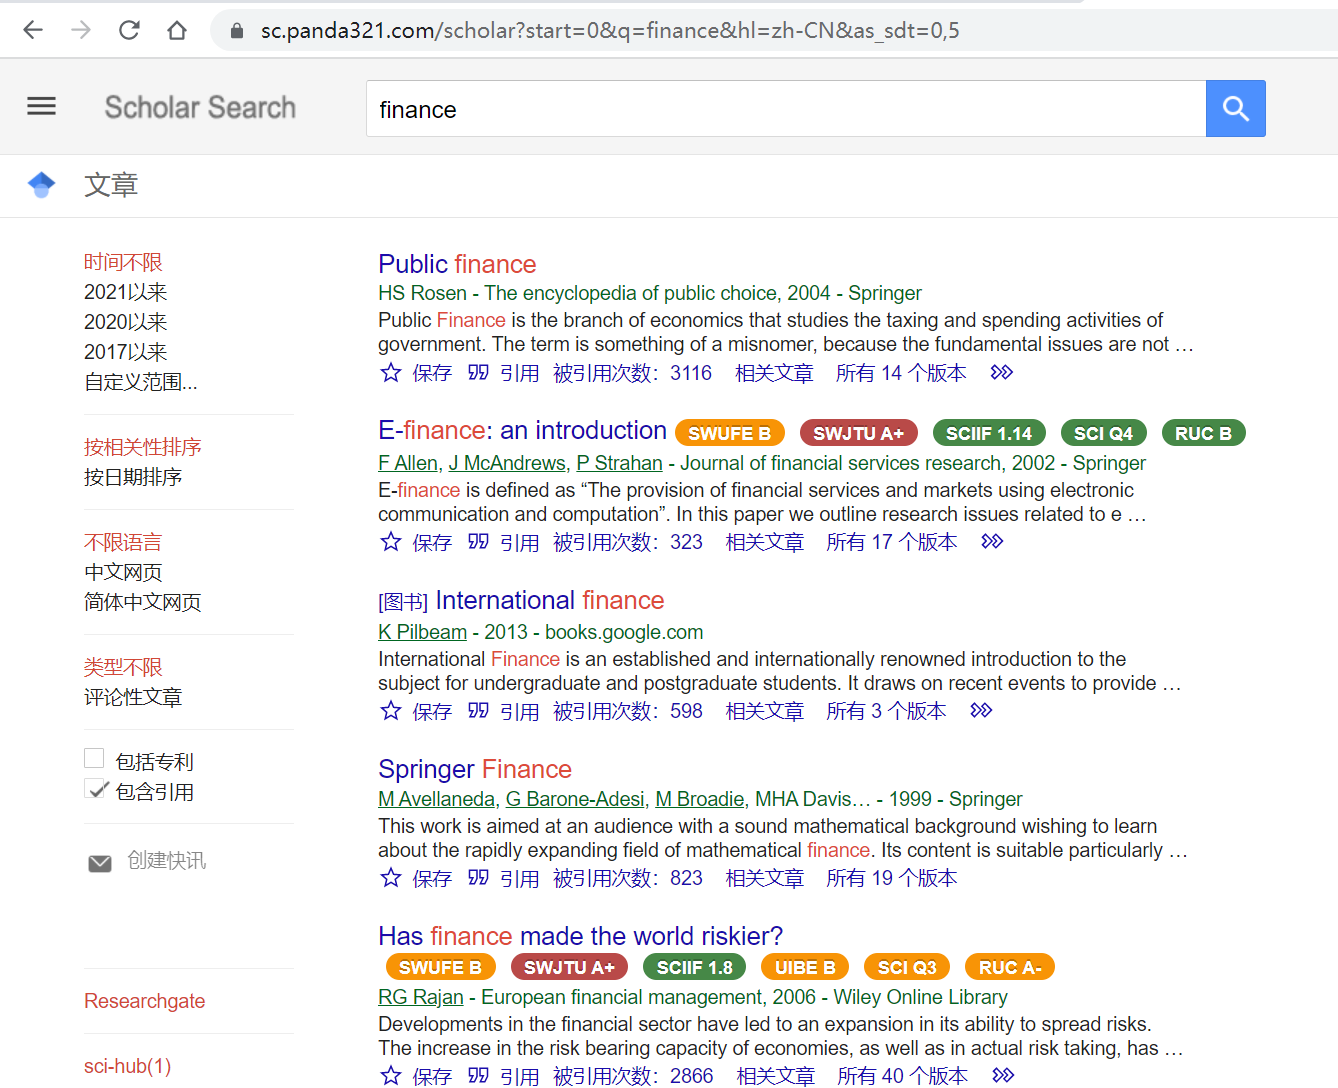 sc.panda321.com/scholar?start=0&q=finance&hl=zh-CN&as_sdt=0,5
Scholar Search
finance
文章
时间不限
2021以来
2020以来
2017以来
自定义范围...
按相关性排序
按日期排序
不限语言
中文网页
简体中文网页
类型不限
评论性文章
包括专利
包含引用
创建快讯
Researchgate
sci-hub(1)
Public finance
HS Rosen - The encyclopedia of public choice, 2004 - Springer
Public Finance is the branch of economics that studies the taxing and spending activities of
government. The term is something of a misnomer, because the fundamental issues are not …
保存 引用 被引用次数：3116 相关文章 所有 14 个版本
E-finance: an introduction SWUFE B SWJTU A+ SCIIF 1.14 SCI Q4 RUC B
F Allen, J McAndrews, P Strahan - Journal of financial services research, 2002 - Springer
E-finance is defined as “The provision of financial services and markets using electronic
communication and computation”. In this paper we outline research issues related to e …
保存 引用 被引用次数：323 相关文章 所有 17 个版本
[图书] International finance
K Pilbeam - 2013 - books.google.com
International Finance is an established and internationally renowned introduction to the
subject for undergraduate and postgraduate students. It draws on recent events to provide …
保存 引用 被引用次数：598 相关文章 所有 3 个版本
Springer Finance
M Avellaneda, G Barone-Adesi, M Broadie, MHA Davis… - 1999 - Springer
This work is aimed at an audience with a sound mathematical background wishing to learn
about the rapidly expanding field of mathematical finance. Its content is suitable particularly …
保存 引用 被引用次数：823 相关文章 所有 19 个版本
Has finance made the world riskier?
SWUFE B SWJTU A+ SCIIF 1.8 UIBE B SCI Q3 RUC A-
RG Rajan - European financial management, 2006 - Wiley Online Library
Developments in the financial sector have led to an expansion in its ability to spread risks.
The increase in the risk bearing capacity of economies, as well as in actual risk taking, has …
保存 引用 被引用次数：2866 相关文章 所有 40 个版本